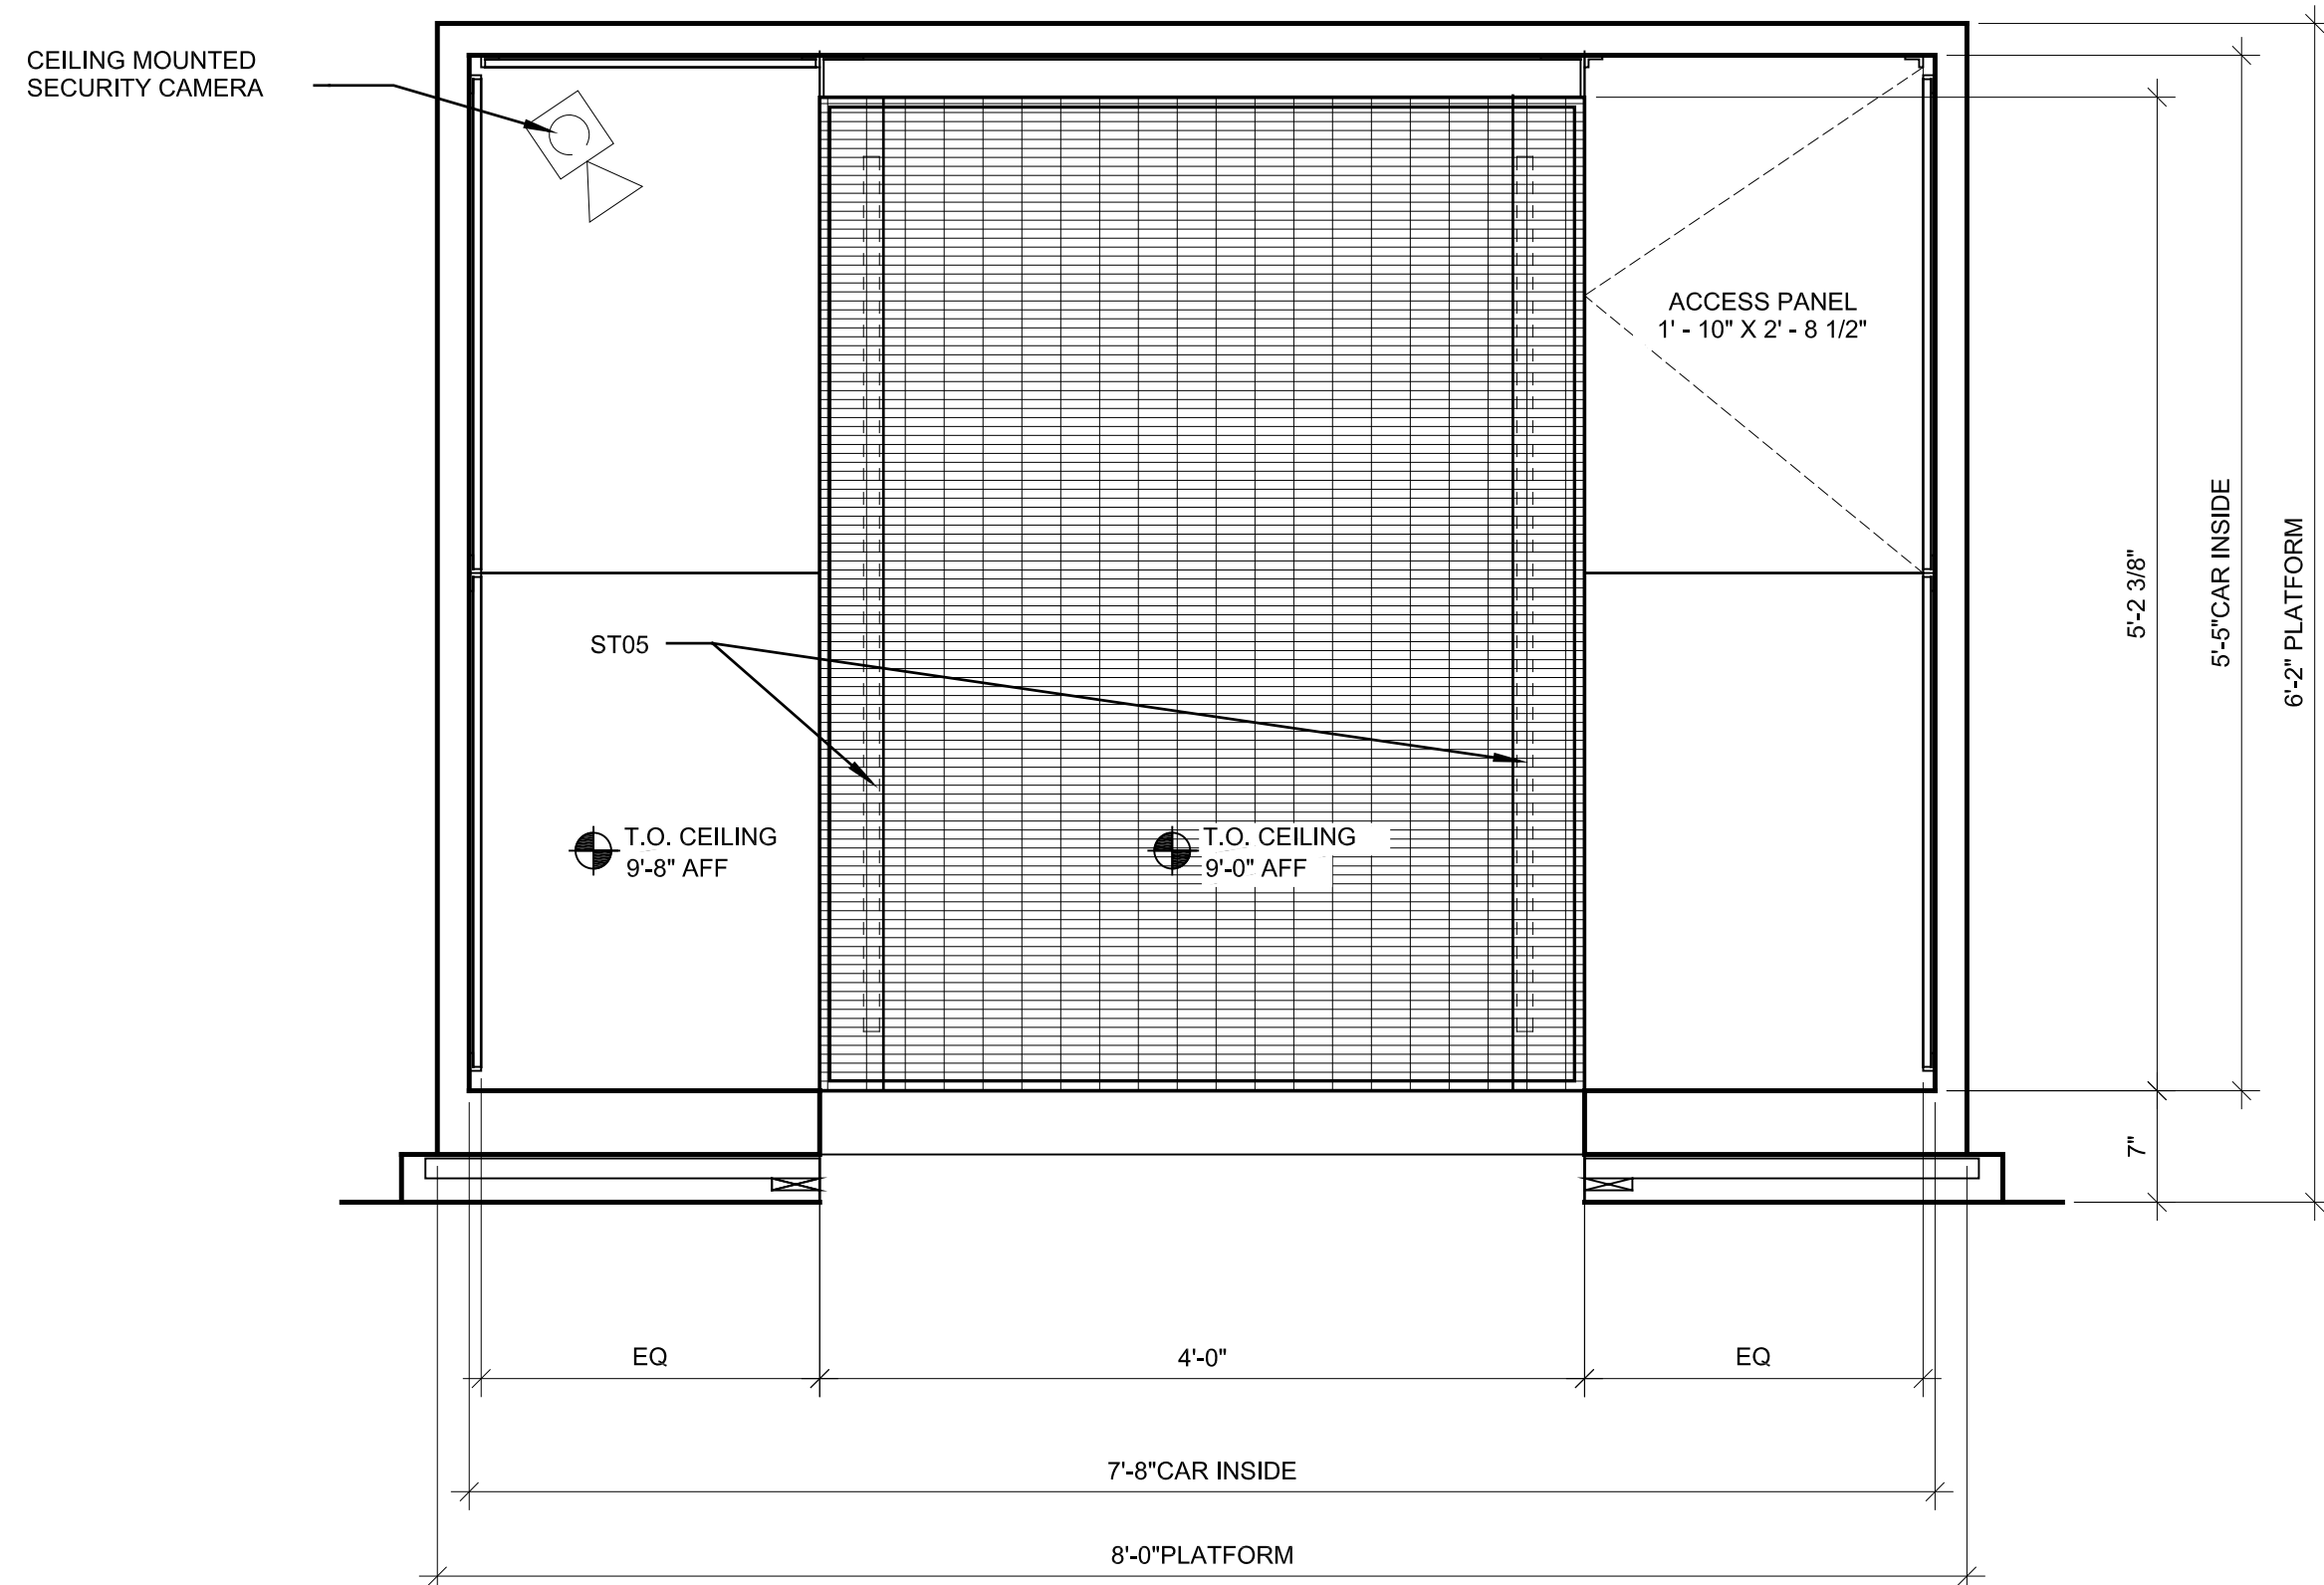 CEILING MOUNTED
SECURITY CAMERA
ACCESS PANEL
1' - 10" X 2' - 8 1/2"
5'-2 3/8"
5'-5"CAR INSIDE
6'-2" PLATFORM
ST05
T.O. CEILING
9'-8" AFF
T.O. CEILING
9'-0" AFF
7"
EQ
4'-0"
EQ
7'-8"CAR INSIDE
8'-0"PLATFORM